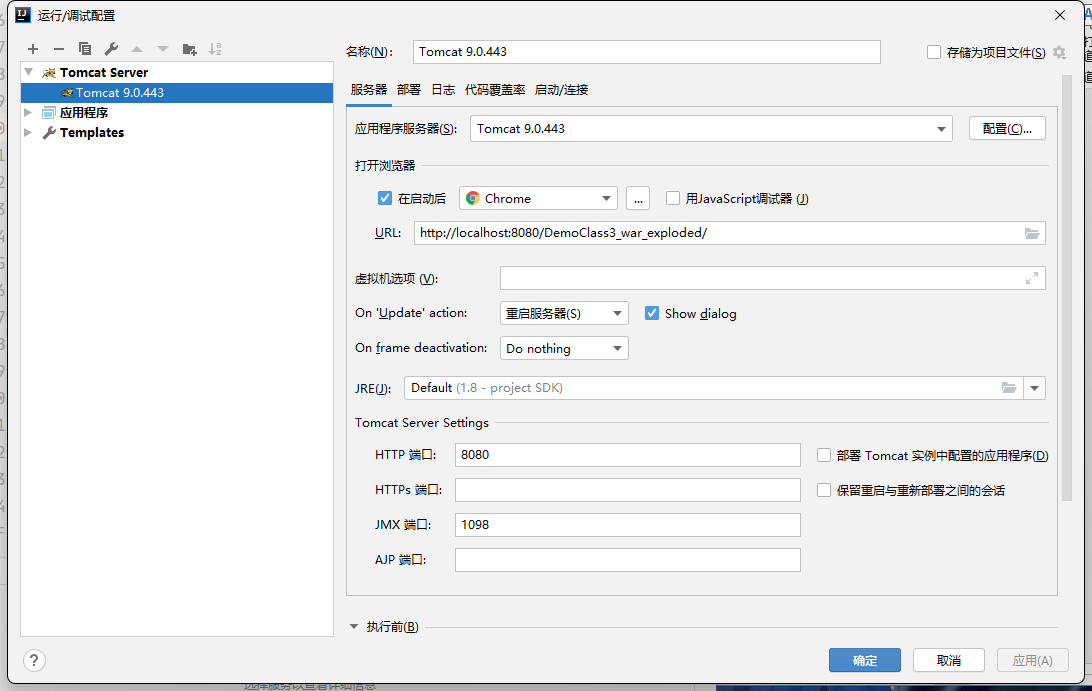 运行/调试配置
Tomcat Server
Tomcat 9.0.443
应用程序
Templates
名称(N):
Tomcat 9.0.443
存储为项目文件(S)
服务器 部署 日志 代码覆盖率 启动/连接
应用程序服务器(S):
Tomcat 9.0.443
配置(C)...
打开浏览器
在启动后
Chrome
...
用JavaScript调试器 (J)
URL:
http://localhost:8080/DemoClass3_war_exploded/
虚拟机选项 (V):
On 'Update' action:
重启服务器(S)
Show dialog
On frame deactivation:
Do nothing
JRE(J):
Default (1.8 - project SDK)
Tomcat Server Settings
HTTP 端口:
8080
部署 Tomcat 实例中配置的应用程序(D)
HTTPs 端口:
保留重启与重新部署之间的会话
JMX 端口:
1098
AJP 端口:
执行前(B)
?
确定
取消
应用(A)